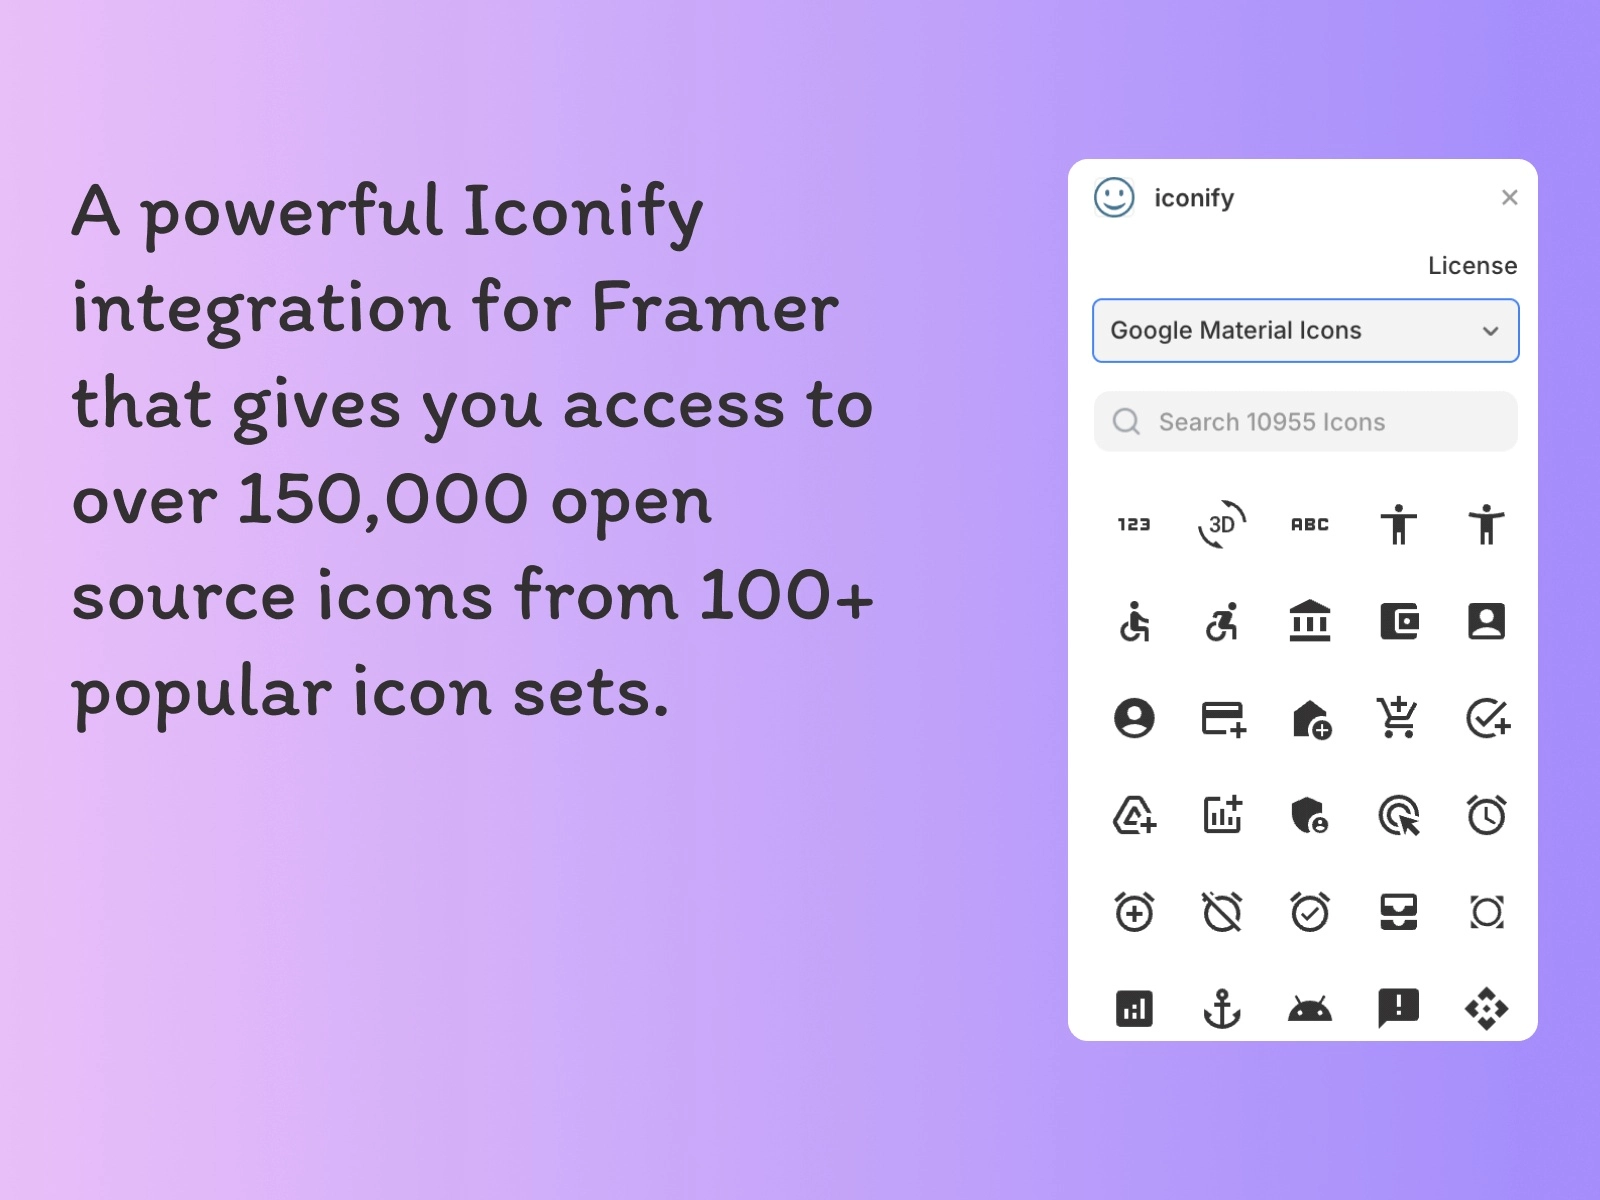 A powerful Iconify
integration for Framer
that gives you access to
over 150,000 open
source icons from 100+
popular icon sets.
iconify
License
Google Material Icons
Search 10955 Icons
123
3D
ABC